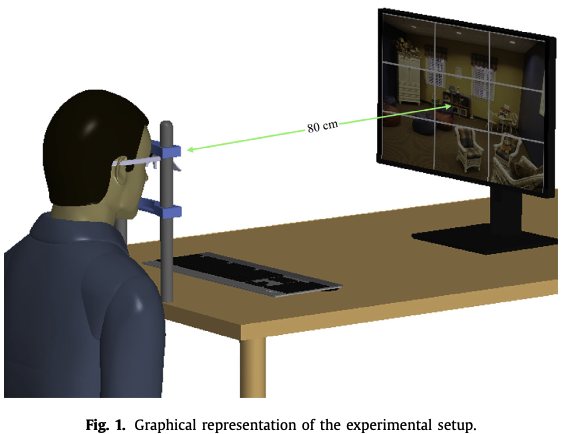 80 cm
Fig. 1. Graphical representation of the experimental setup.